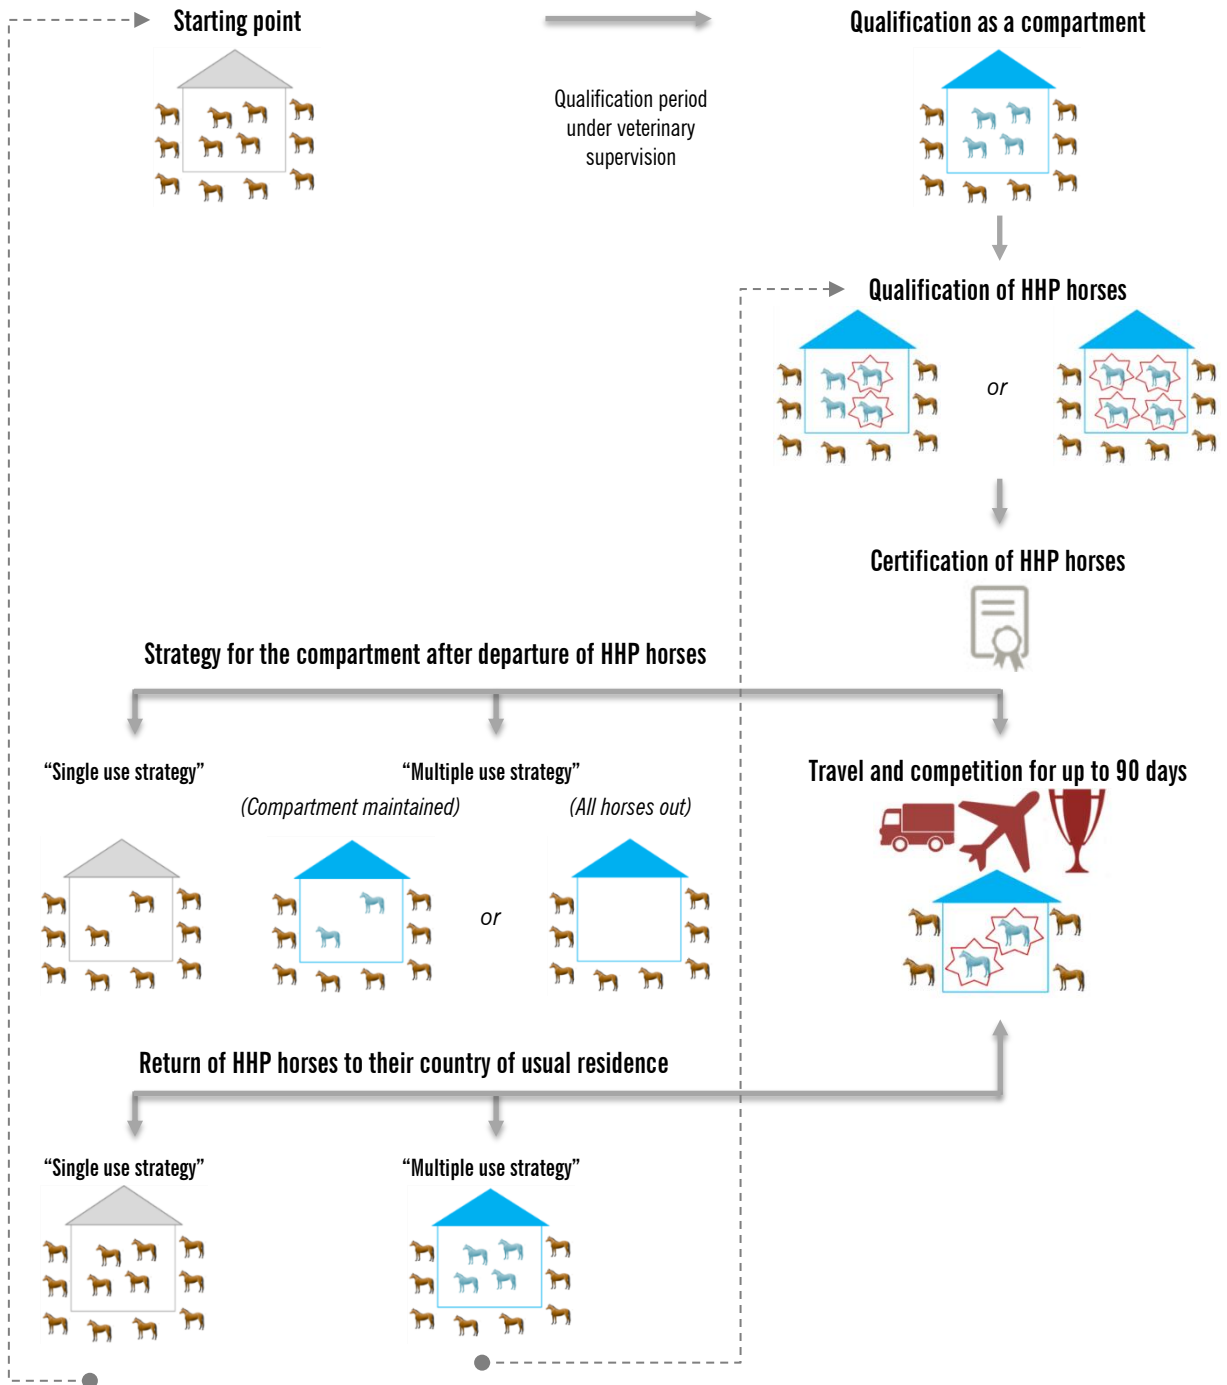 Starting point
Qualification as a compartment
Qualification period
under veterinary
supervision
Qualification of HHP horses
or
Certification of HHP horses
Strategy for the compartment after departure of HHP horses
“Single use strategy”
“Multiple use strategy”
Travel and competition for up to 90 days
(Compartment maintained)
(All horses out)
or
Return of HHP horses to their country of usual residence
“Single use strategy”
“Multiple use strategy”